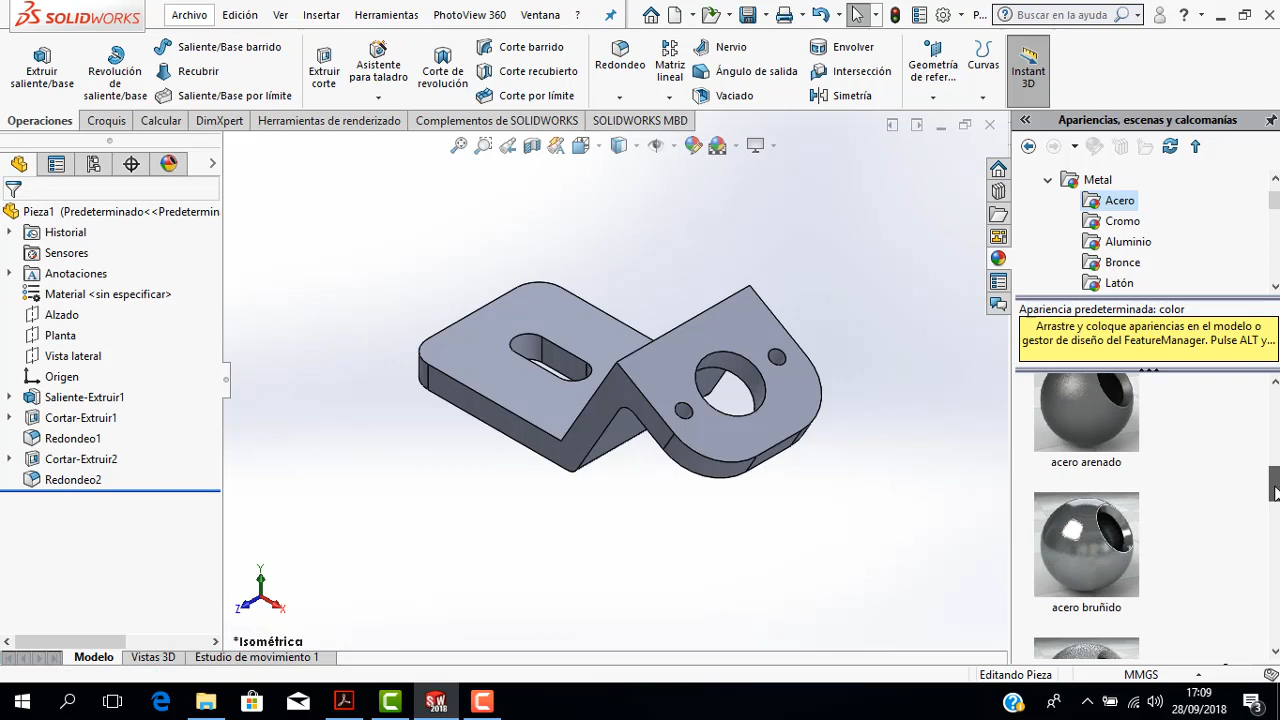 SOLIDWORKS
Archivo Edición Ver Insertar Herramientas PhotoView 360 Ventana ? P... Buscar en la ayuda ?
Extruir saliente/base
Revolución de saliente/base
Saliente/Base barrido
Recubrir
Saliente/Base por límite
Extruir corte
Asistente para taladro
Corte de revolución
Corte barrido
Corte recubierto
Corte por límite
Redondeo
Matriz lineal
Nervio
Ángulo de salida
Vaciado
Envolver
Intersección
Simetría
Geometría de refer...
Curvas
Instant 3D
Operaciones Croquis Calcular DimXpert Herramientas de renderizado Complementos de SOLIDWORKS SOLIDWORKS MBD
Pieza1 (Predeterminado<<Predetermin
Historial
Sensores
Anotaciones
Material <sin especificar>
Alzado
Planta
Vista lateral
Origen
Saliente-Extruir1
Cortar-Extruir1
Redondeo1
Cortar-Extruir2
Redondeo2
Y
Z X
*Isométrica
Apariencias, escenas y calcomanías
Metal
Acero
Cromo
Aluminio
Bronce
Latón
Apariencia predeterminada: color
Arrastre y coloque apariencias en el modelo o
gestor de diseño del FeatureManager. Pulse ALT y...
acero arenado
acero bruñido
Modelo Vistas 3D Estudio de movimiento 1
Editando Pieza MMGS
SW 2018
17:09
28/09/2018
3